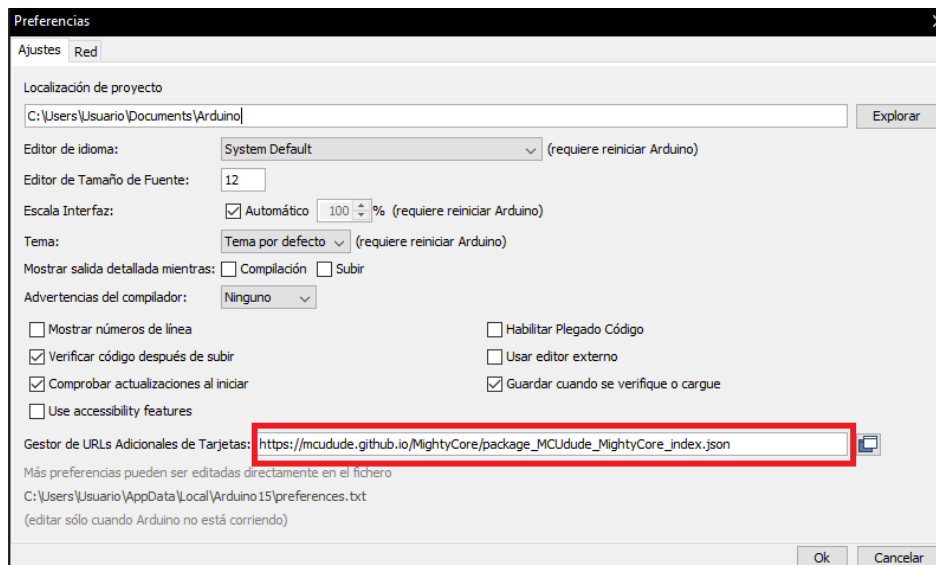 Preferencias
Ajustes Red
Localización de proyecto
C:\Users\Usuario\Documents\Arduino Explorar
Editor de idioma: System Default (requiere reiniciar Arduino)
Editor de Tamaño de Fuente: 12
Escala Interfaz: Automático 100 % (requiere reiniciar Arduino)
Tema: Tema por defecto (requiere reiniciar Arduino)
Mostrar salida detallada mientras: Compilación Subir
Advertencias del compilador: Ninguno
Mostrar números de línea Habilitar Plegado Código
Verificar código después de subir Usar editor externo
Comprobar actualizaciones al iniciar Guardar cuando se verifique o cargue
Use accessibility features
Gestor de URLs Adicionales de Tarjetas: https://mcudude.github.io/MightyCore/package_MCUdude_MightyCore_index.json
Más preferencias pueden ser editadas directamente en el fichero
C:\Users\Usuario\AppData\Local\Arduino15\preferences.txt
(editar sólo cuando Arduino no está corriendo)
Ok Cancelar